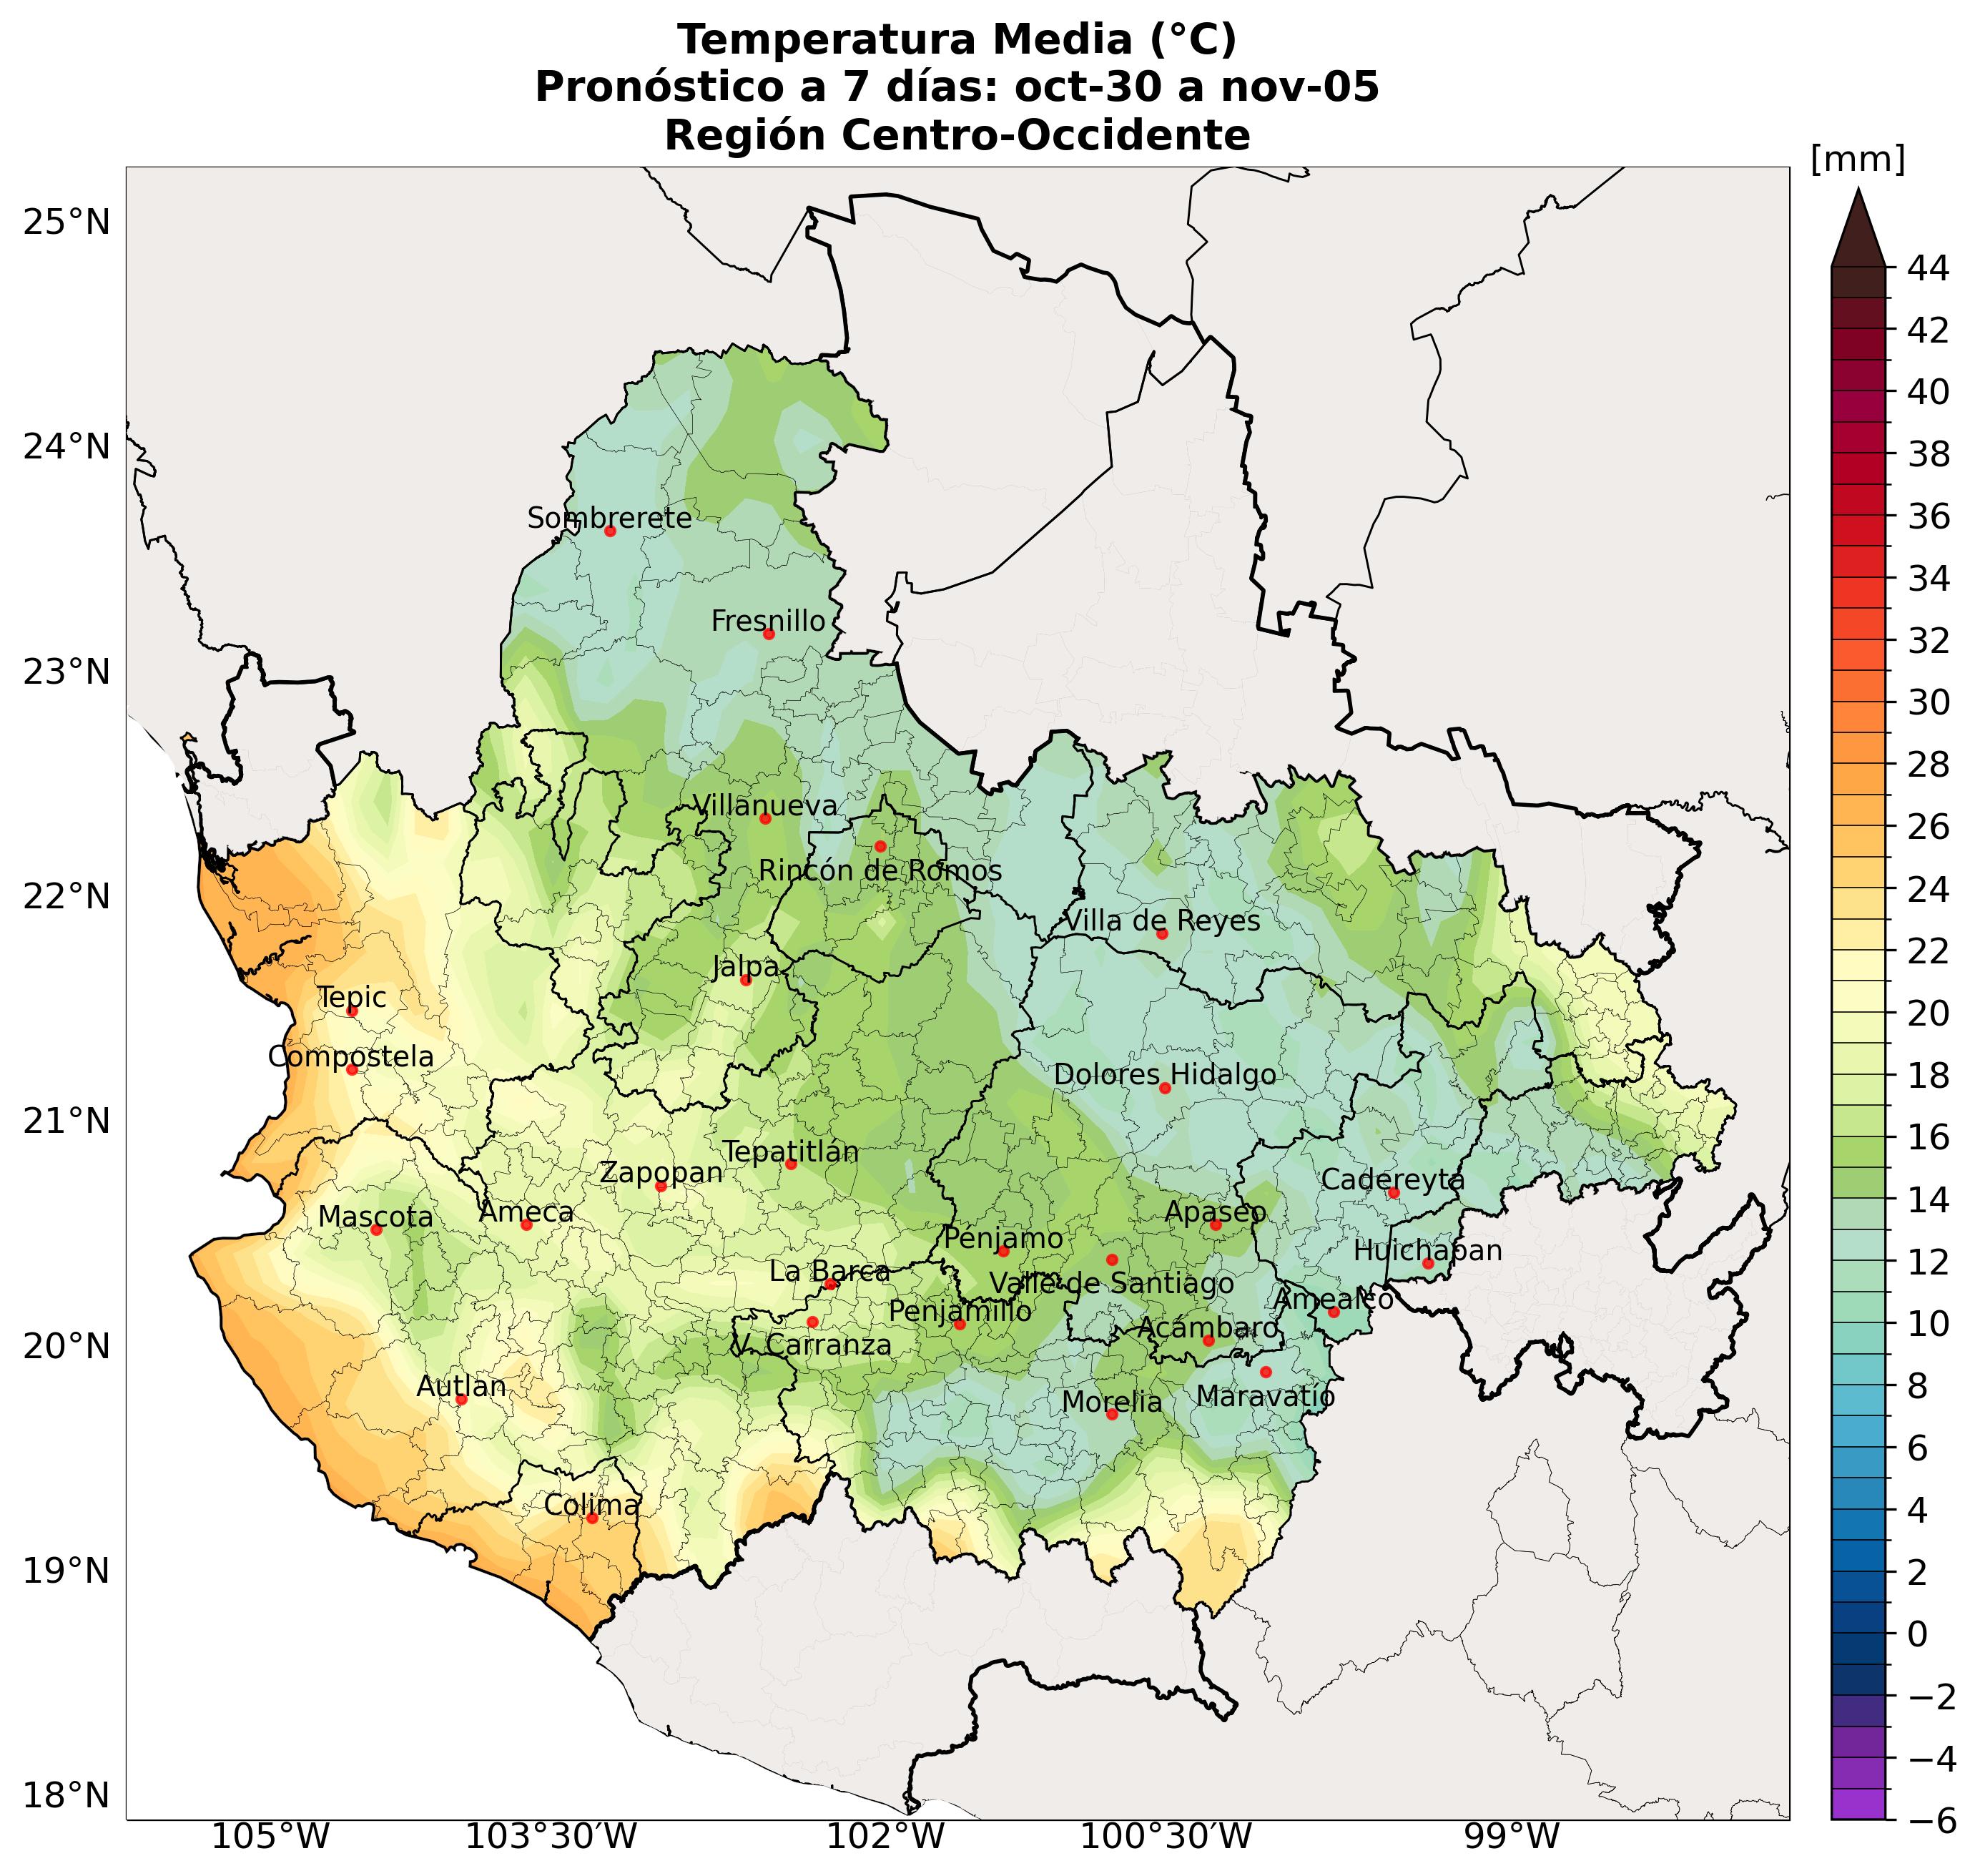 Temperatura Media (°C)
Pronóstico a 7 días: oct-30 a nov-05
Región Centro-Occidente
[mm]
25°N
24°N
23°N
22°N
21°N
20°N
19°N
18°N
Sombrerete
Fresnillo
Villanueva
Rincón de Romos
Villa de Reyes
Jalpa
Tepic
Compostela
Dolores Hidalgo
Tepatitlán
Zapopan
Cadereyta
Mascota
Ameca
Apaseo
Pénjamo
Huichapan
La Barca
Valle de Santiago
Penjamillo
Amealco
V. Carranza
Acámbaro
Autlan
Morelia
Maravatío
Colima
105°W
103°30′W
102°W
100°30′W
99°W
44
42
40
38
36
34
32
30
28
26
24
22
20
18
16
14
12
10
8
6
4
2
0
−2
−4
−6